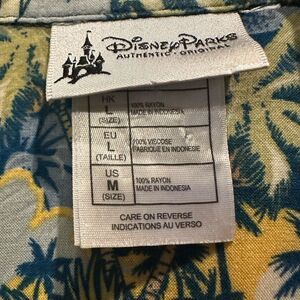 Disney Parks
AUTHENTIC · ORIGINAL
HK
L
(SIZE)
100% RAYON
MADE IN INDONESIA
EU
L
(TAILLE)
100% VISCOSE
FABRIQUE EN INDONESIE
US
M
(SIZE)
100% RAYON
MADE IN INDONESIA
CARE ON REVERSE
INDICATIONS AU VERSO